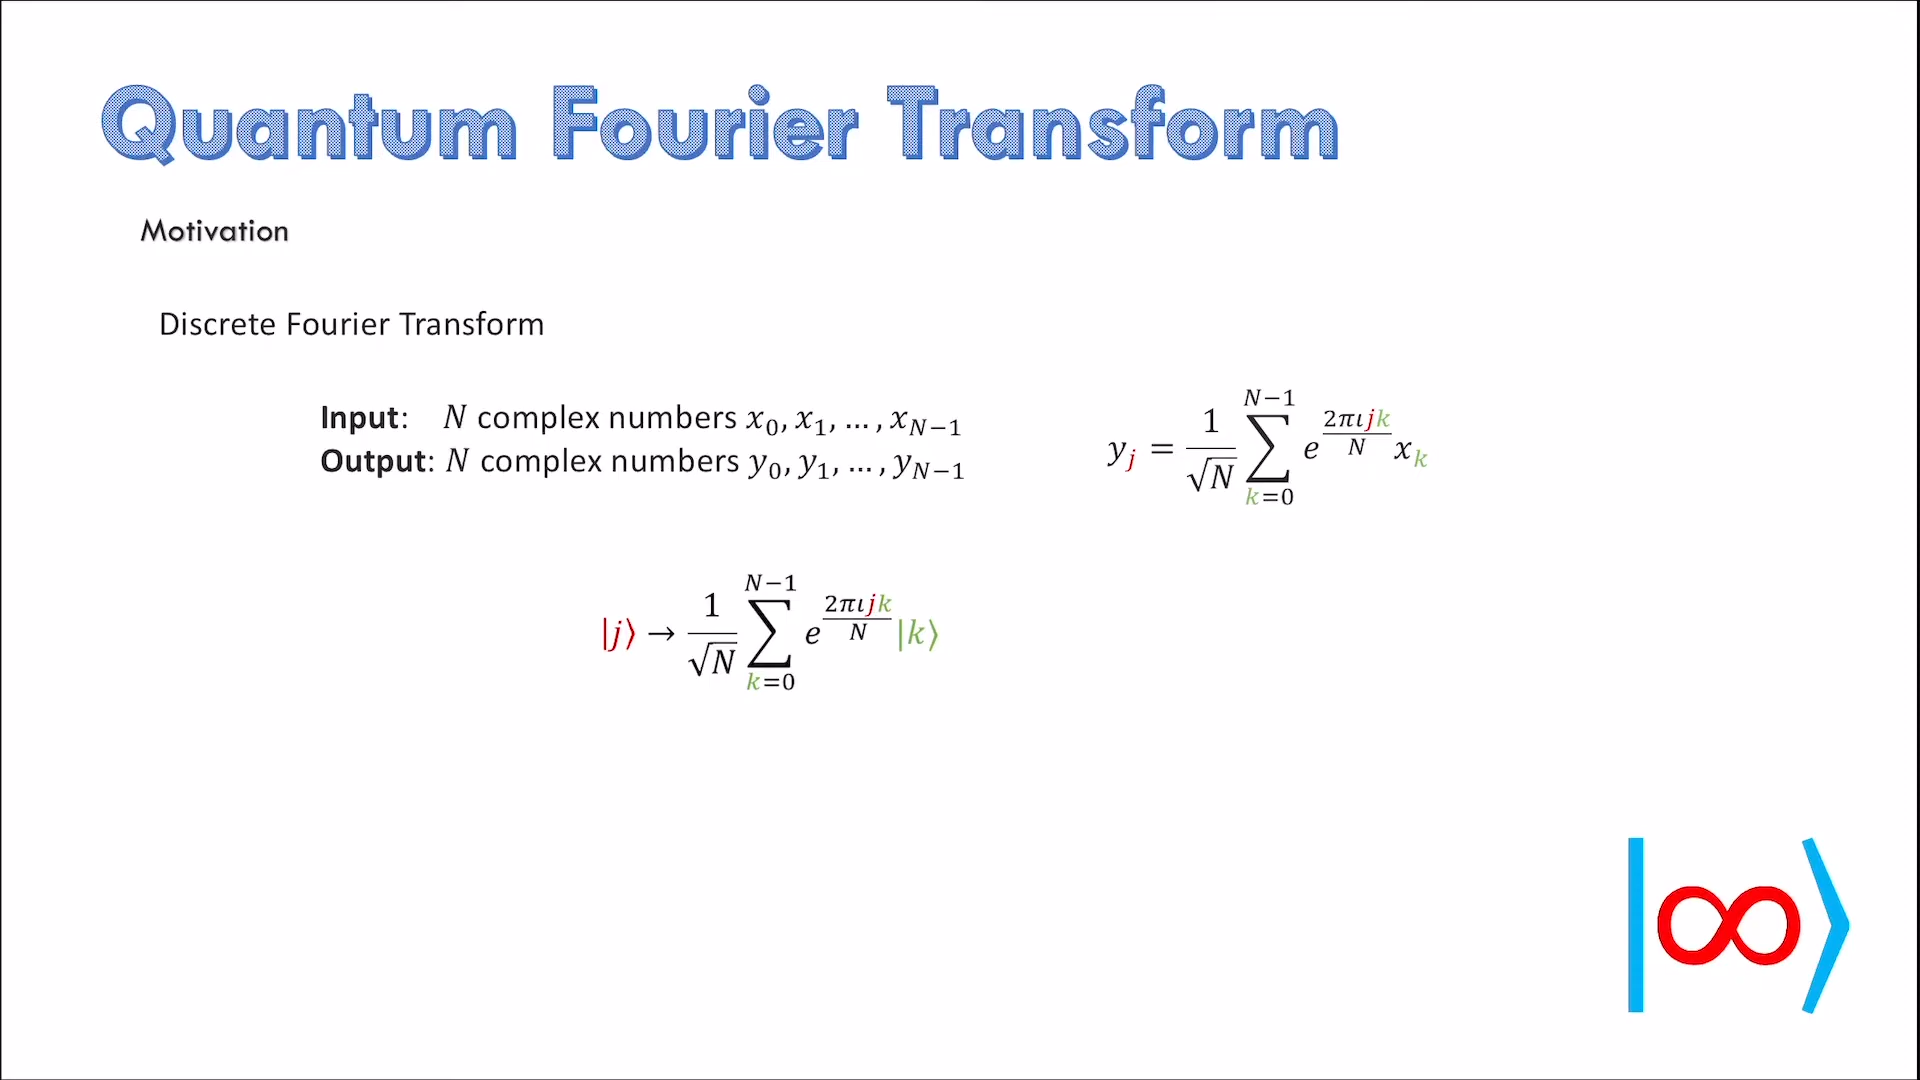 Quantum Fourier Transform
Motivation
Discrete Fourier Transform
Input: N complex numbers x₀, x₁, … , x_{N−1}
Output: N complex numbers y₀, y₁, … , y_{N−1}
y_j = 1/√N ∑_{k=0}^{N−1} e^{2πιjk/N} x_k
|j⟩ → 1/√N ∑_{k=0}^{N−1} e^{2πιjk/N} |k⟩
|∞⟩